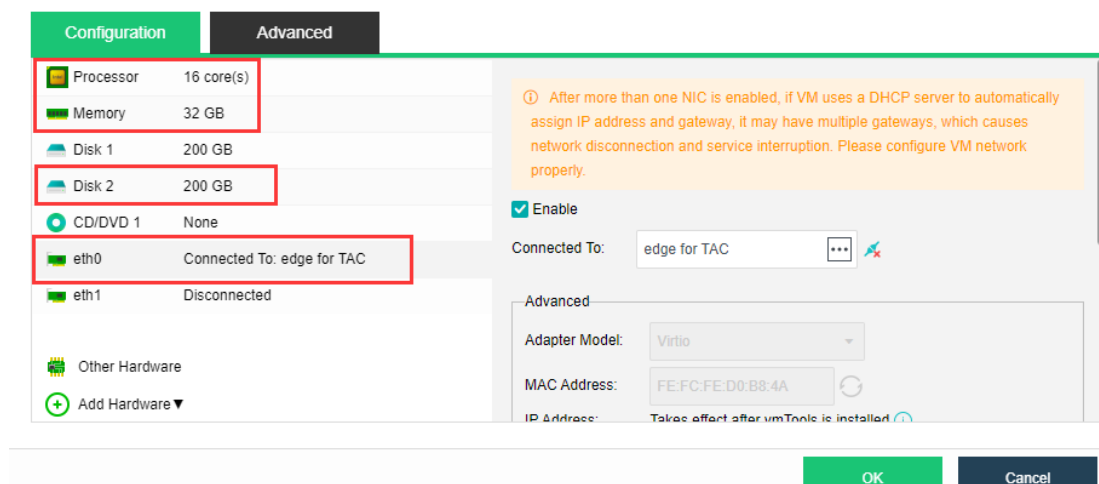 Configuration
Advanced
Processor 16 core(s)
Memory 32 GB
Disk 1 200 GB
Disk 2 200 GB
CD/DVD 1 None
eth0 Connected To: edge for TAC
eth1 Disconnected
Other Hardware
Add Hardware▼
After more than one NIC is enabled, if VM uses a DHCP server to automatically
assign IP address and gateway, it may have multiple gateways, which causes
network disconnection and service interruption. Please configure VM network
properly.
Enable
Connected To: edge for TAC
Advanced
Adapter Model: Virtio
MAC Address: FE:FC:FE:D0:B8:4A
IP Address: Takes effect after vmTools is installed
OK
Cancel